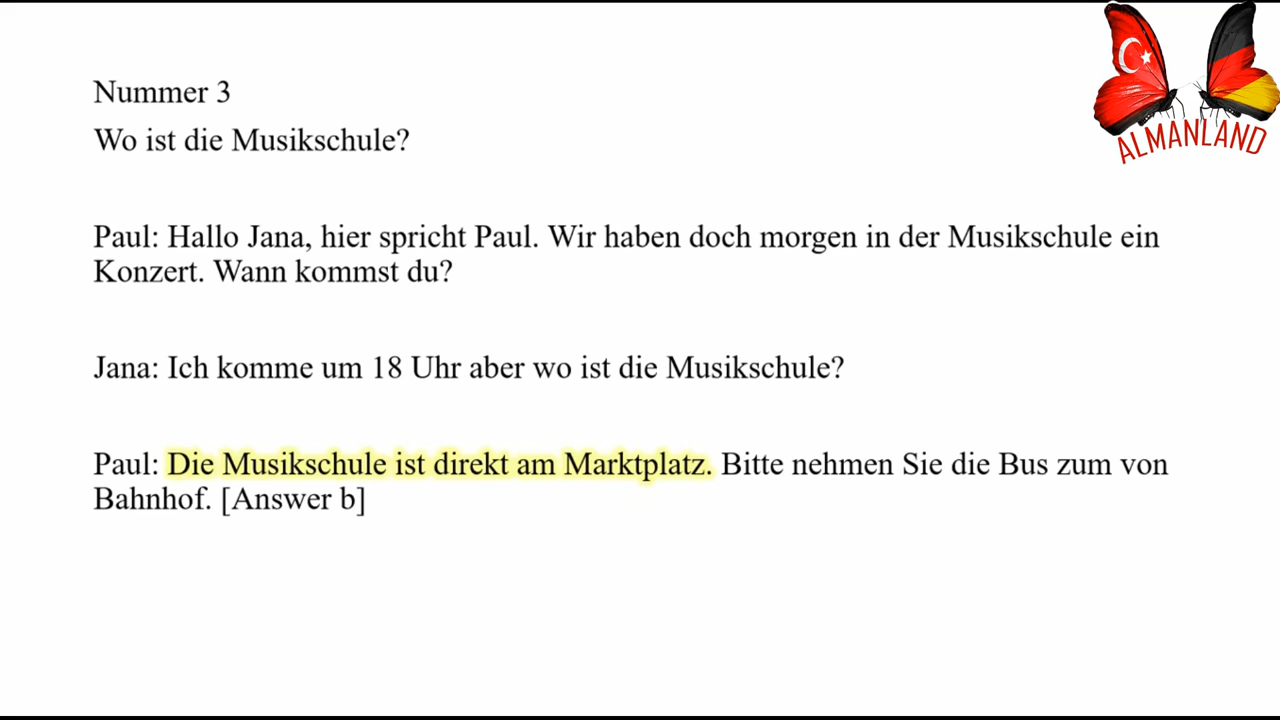 ALMANLAND
Nummer 3
Wo ist die Musikschule?
Paul: Hallo Jana, hier spricht Paul. Wir haben doch morgen in der Musikschule ein
Konzert. Wann kommst du?
Jana: Ich komme um 18 Uhr aber wo ist die Musikschule?
Paul: Die Musikschule ist direkt am Marktplatz. Bitte nehmen Sie die Bus zum von
Bahnhof. [Answer b]